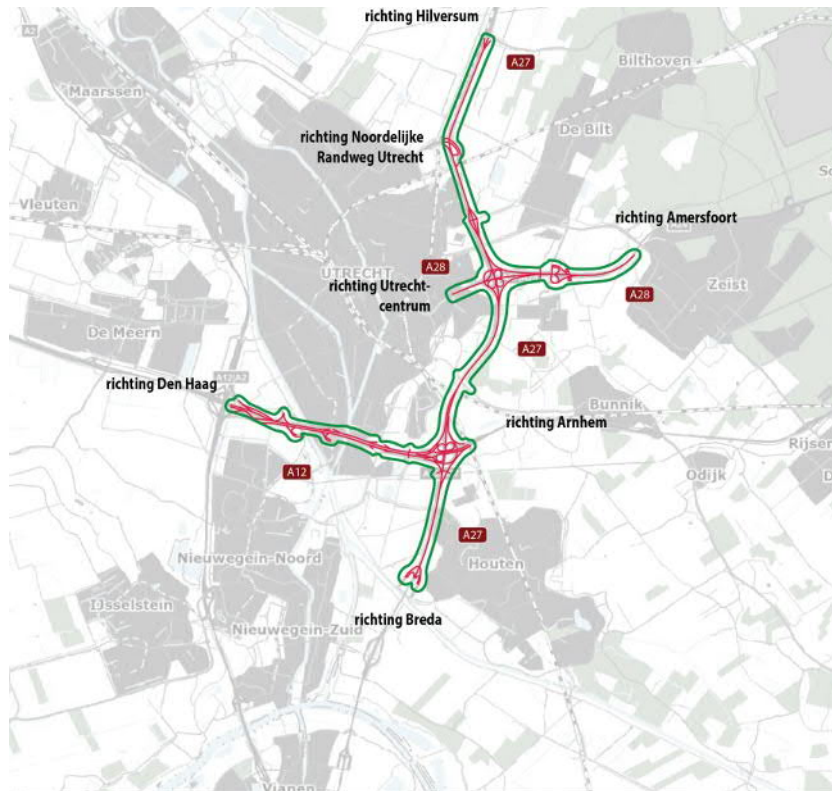 richting Hilversum
A2
A27
Bilthoven
Maarssen
De Bilt
richting Noordelijke
Randweg Utrecht
Vleuten
richting Amersfoort
UTRECHT
A28
richting Utrecht-
centrum
A28
Zeist
De Meern
A27
richting Den Haag
Bunnik
richting Arnhem
Odijk
A12
A27
Nieuwegein-Noord
Houten
IJsselstein
Nieuwegein-Zuid
richting Breda
Vianen